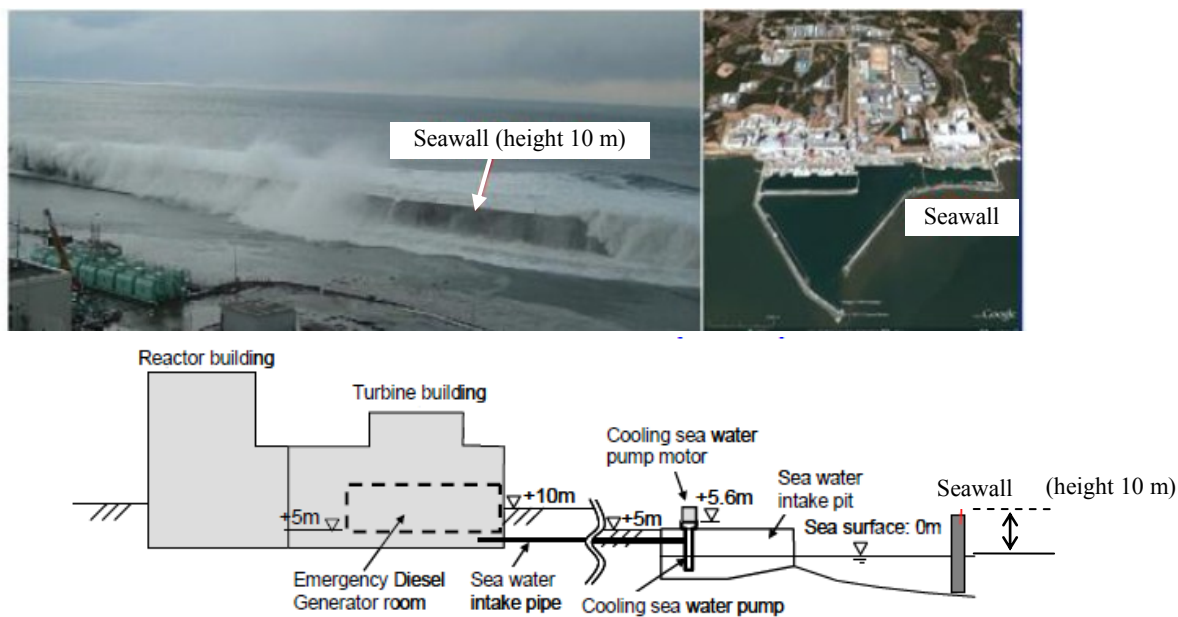 Seawall (height 10 m)
Seawall
Google
Reactor building
Turbine building
Cooling sea water
pump motor
+5.6m
Sea water
intake pit
Seawall
(height 10 m)
+10m
+5m
+5m
Sea surface: 0m
Emergency Diesel
Generator room
Sea water
intake pipe
Cooling sea water pump